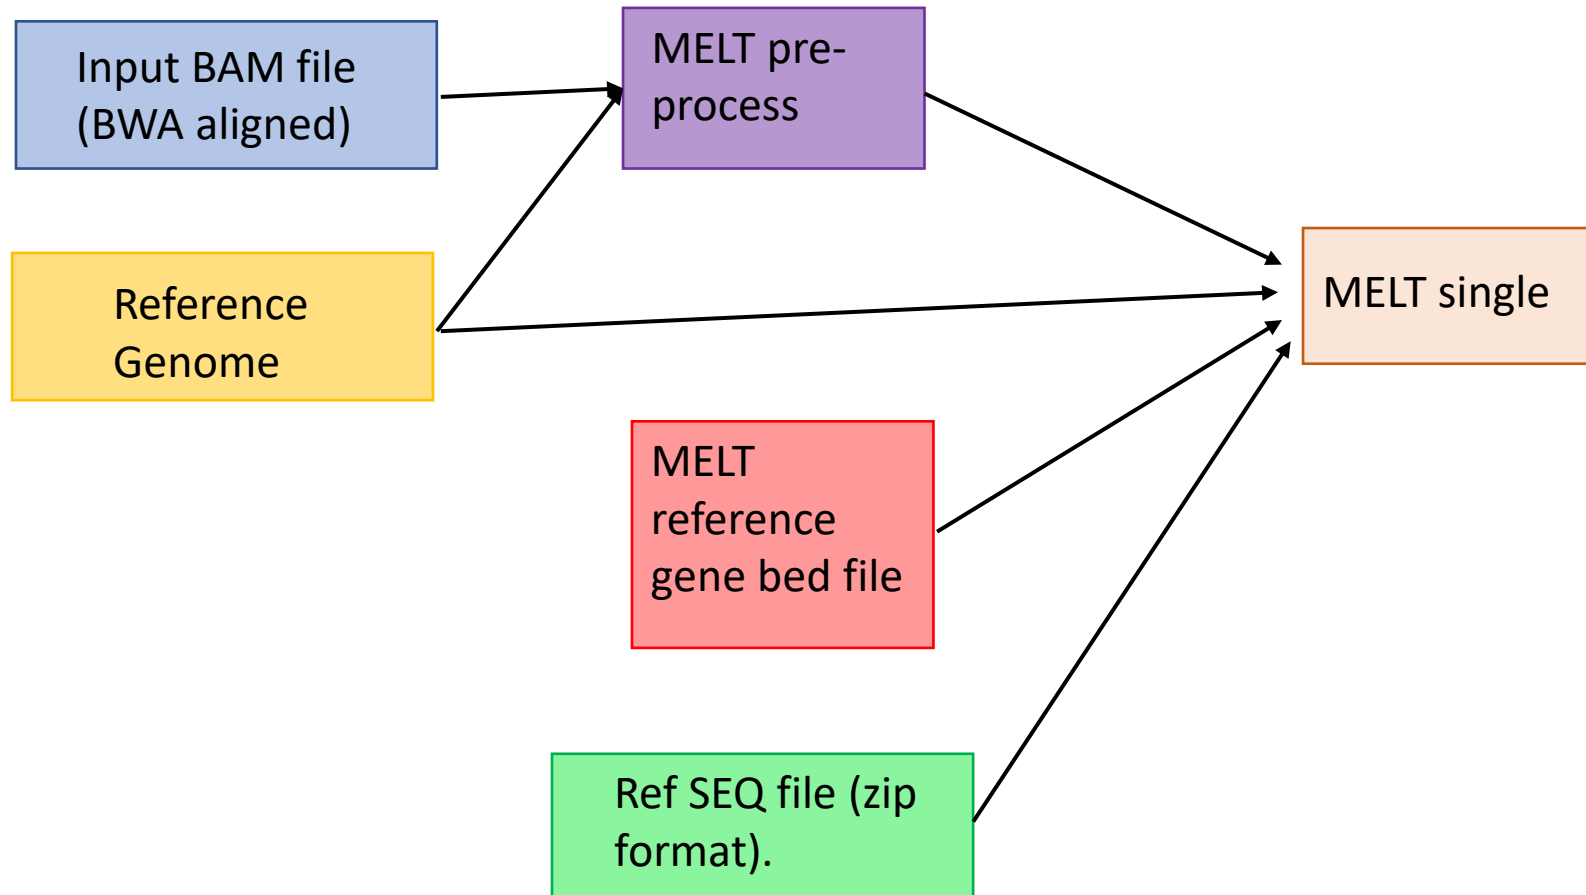 Input BAM file
(BWA aligned)
MELT pre-
process
Reference
Genome
MELT single
MELT
reference
gene bed file
Ref SEQ file (zip
format).